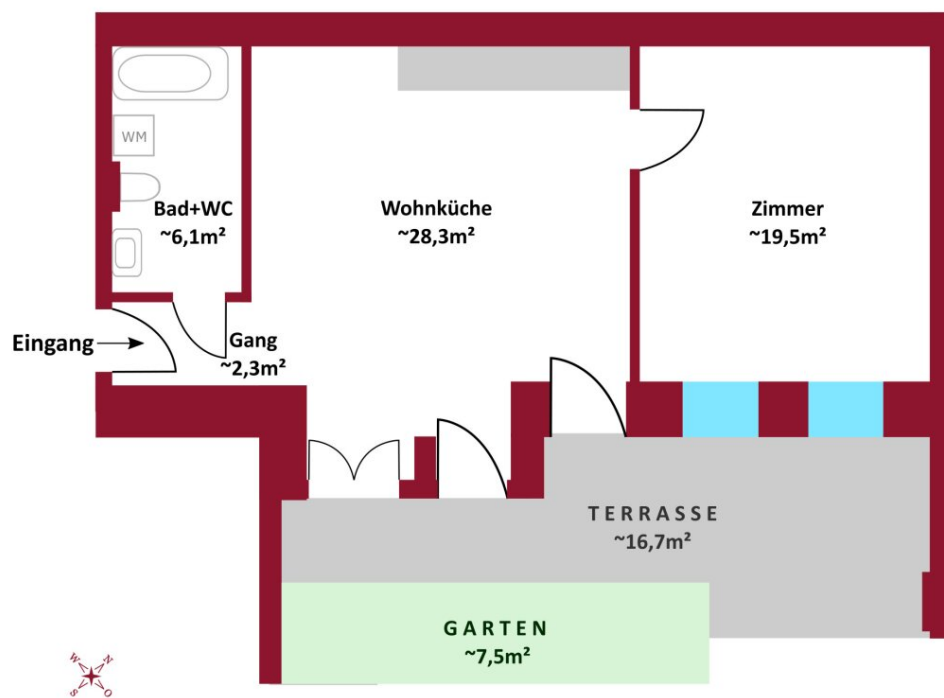 WM
Bad+WC
~6,1m²
Wohnküche
~28,3m²
Zimmer
~19,5m²
Eingang
Gang
~2,3m²
TERRASSE
~16,7m²
GARTEN
~7,5m²
W N
S O